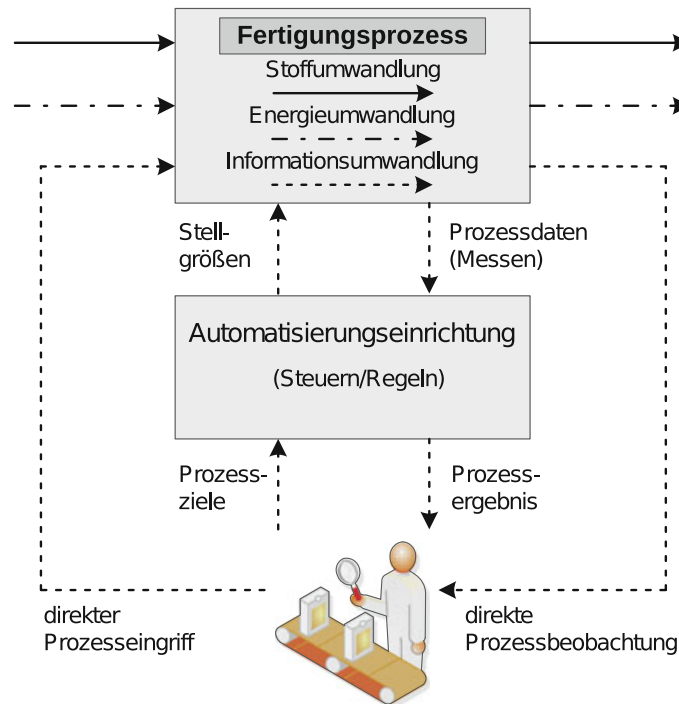 Fertigungsprozess
Stoffumwandlung
Energieumwandlung
Informationsumwandlung
Stell-
größen
Prozessdaten
(Messen)
Automatisierungseinrichtung
(Steuern/Regeln)
Prozess-
ziele
Prozess-
ergebnis
direkter
Prozesseingriff
direkte
Prozessbeobachtung